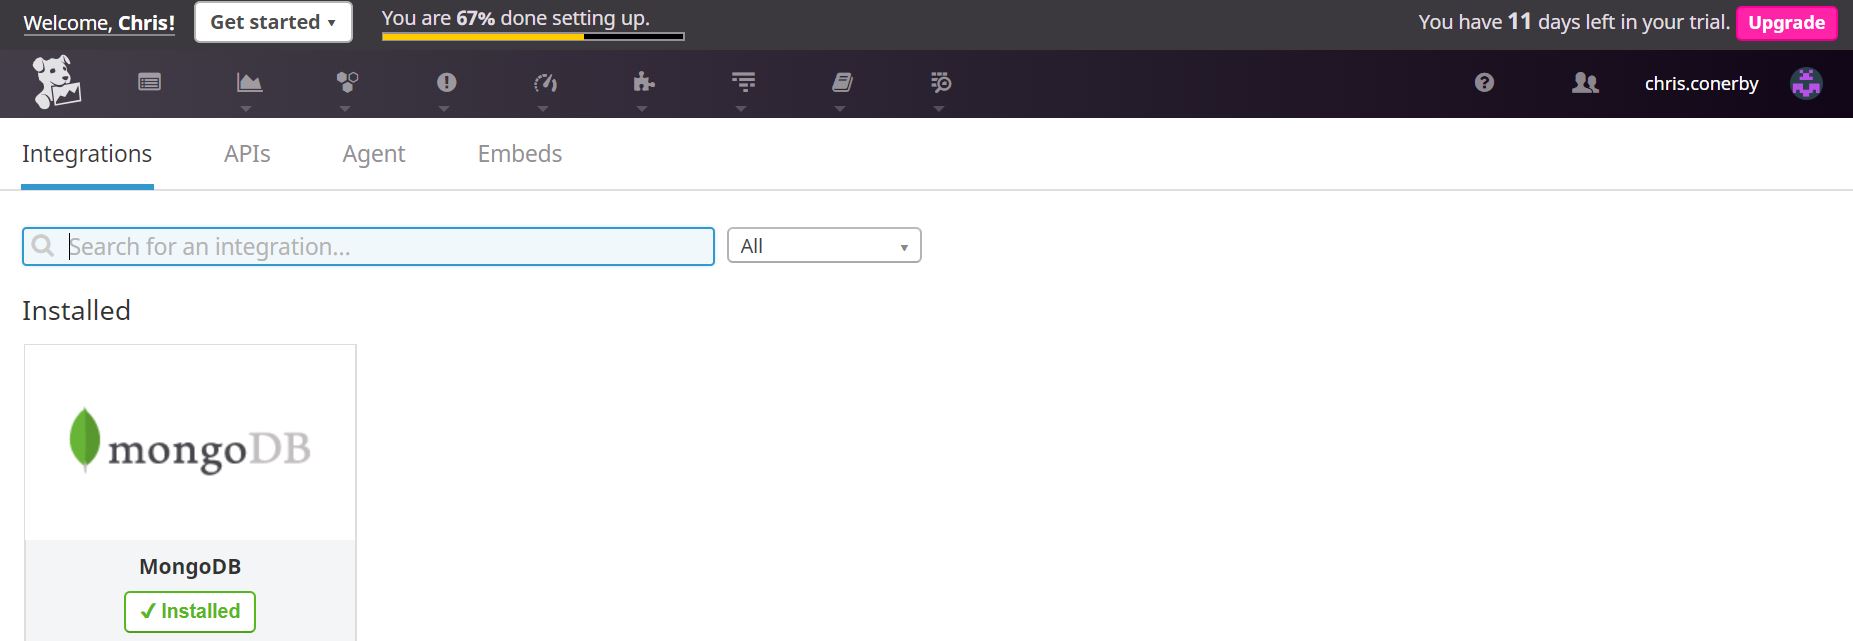 Welcome, Chris! Get started ▾ You are 67% done setting up. You have 11 days left in your trial. Upgrade
chris.conerby
Integrations APIs Agent Embeds
Search for an integration... All
Installed
mongoDB
MongoDB
✓ Installed